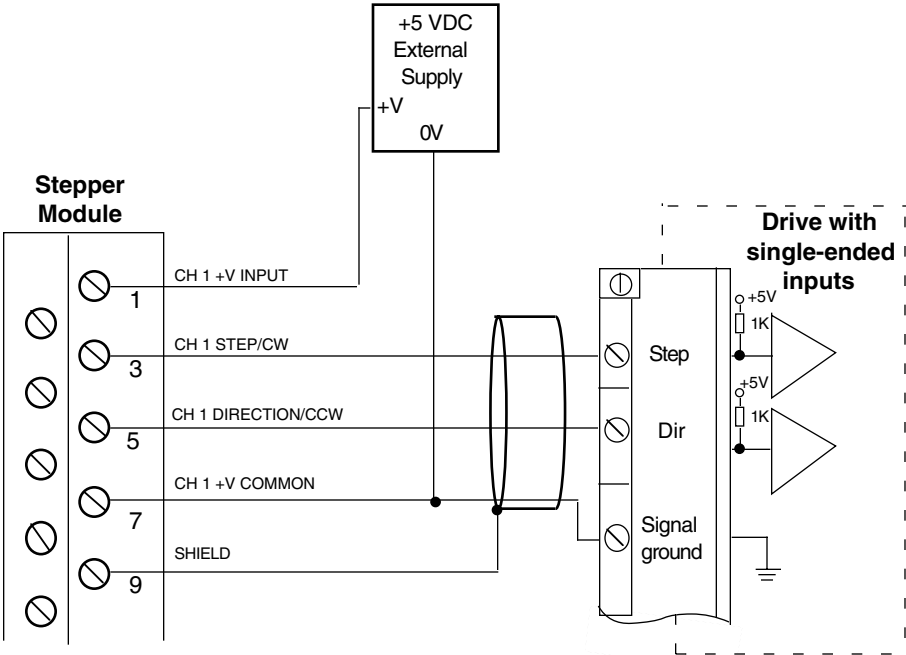 +5 VDC
External
Supply
+V
0V
Stepper
Module
CH 1 +V INPUT
1
CH 1 STEP/CW
3
CH 1 DIRECTION/CCW
5
CH 1 +V COMMON
7
SHIELD
9
Drive with
single-ended
inputs
+5V
1K
Step
+5V
1K
Dir
Signal
ground